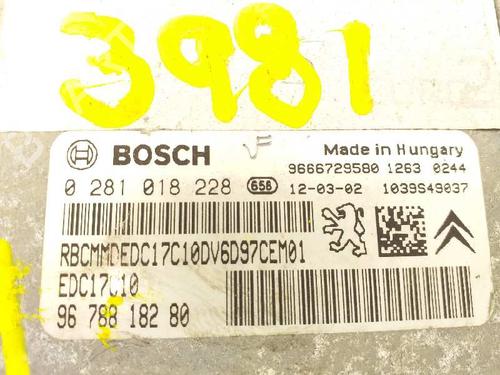 3981
BOSCH
Made in Hungary
9666729580 1263 0244
0 281 018 228 658 12-03-02 1039S49037
RBCMMDEDC17C10DV6D97CEM01
EDC17C10
96 788 182 80